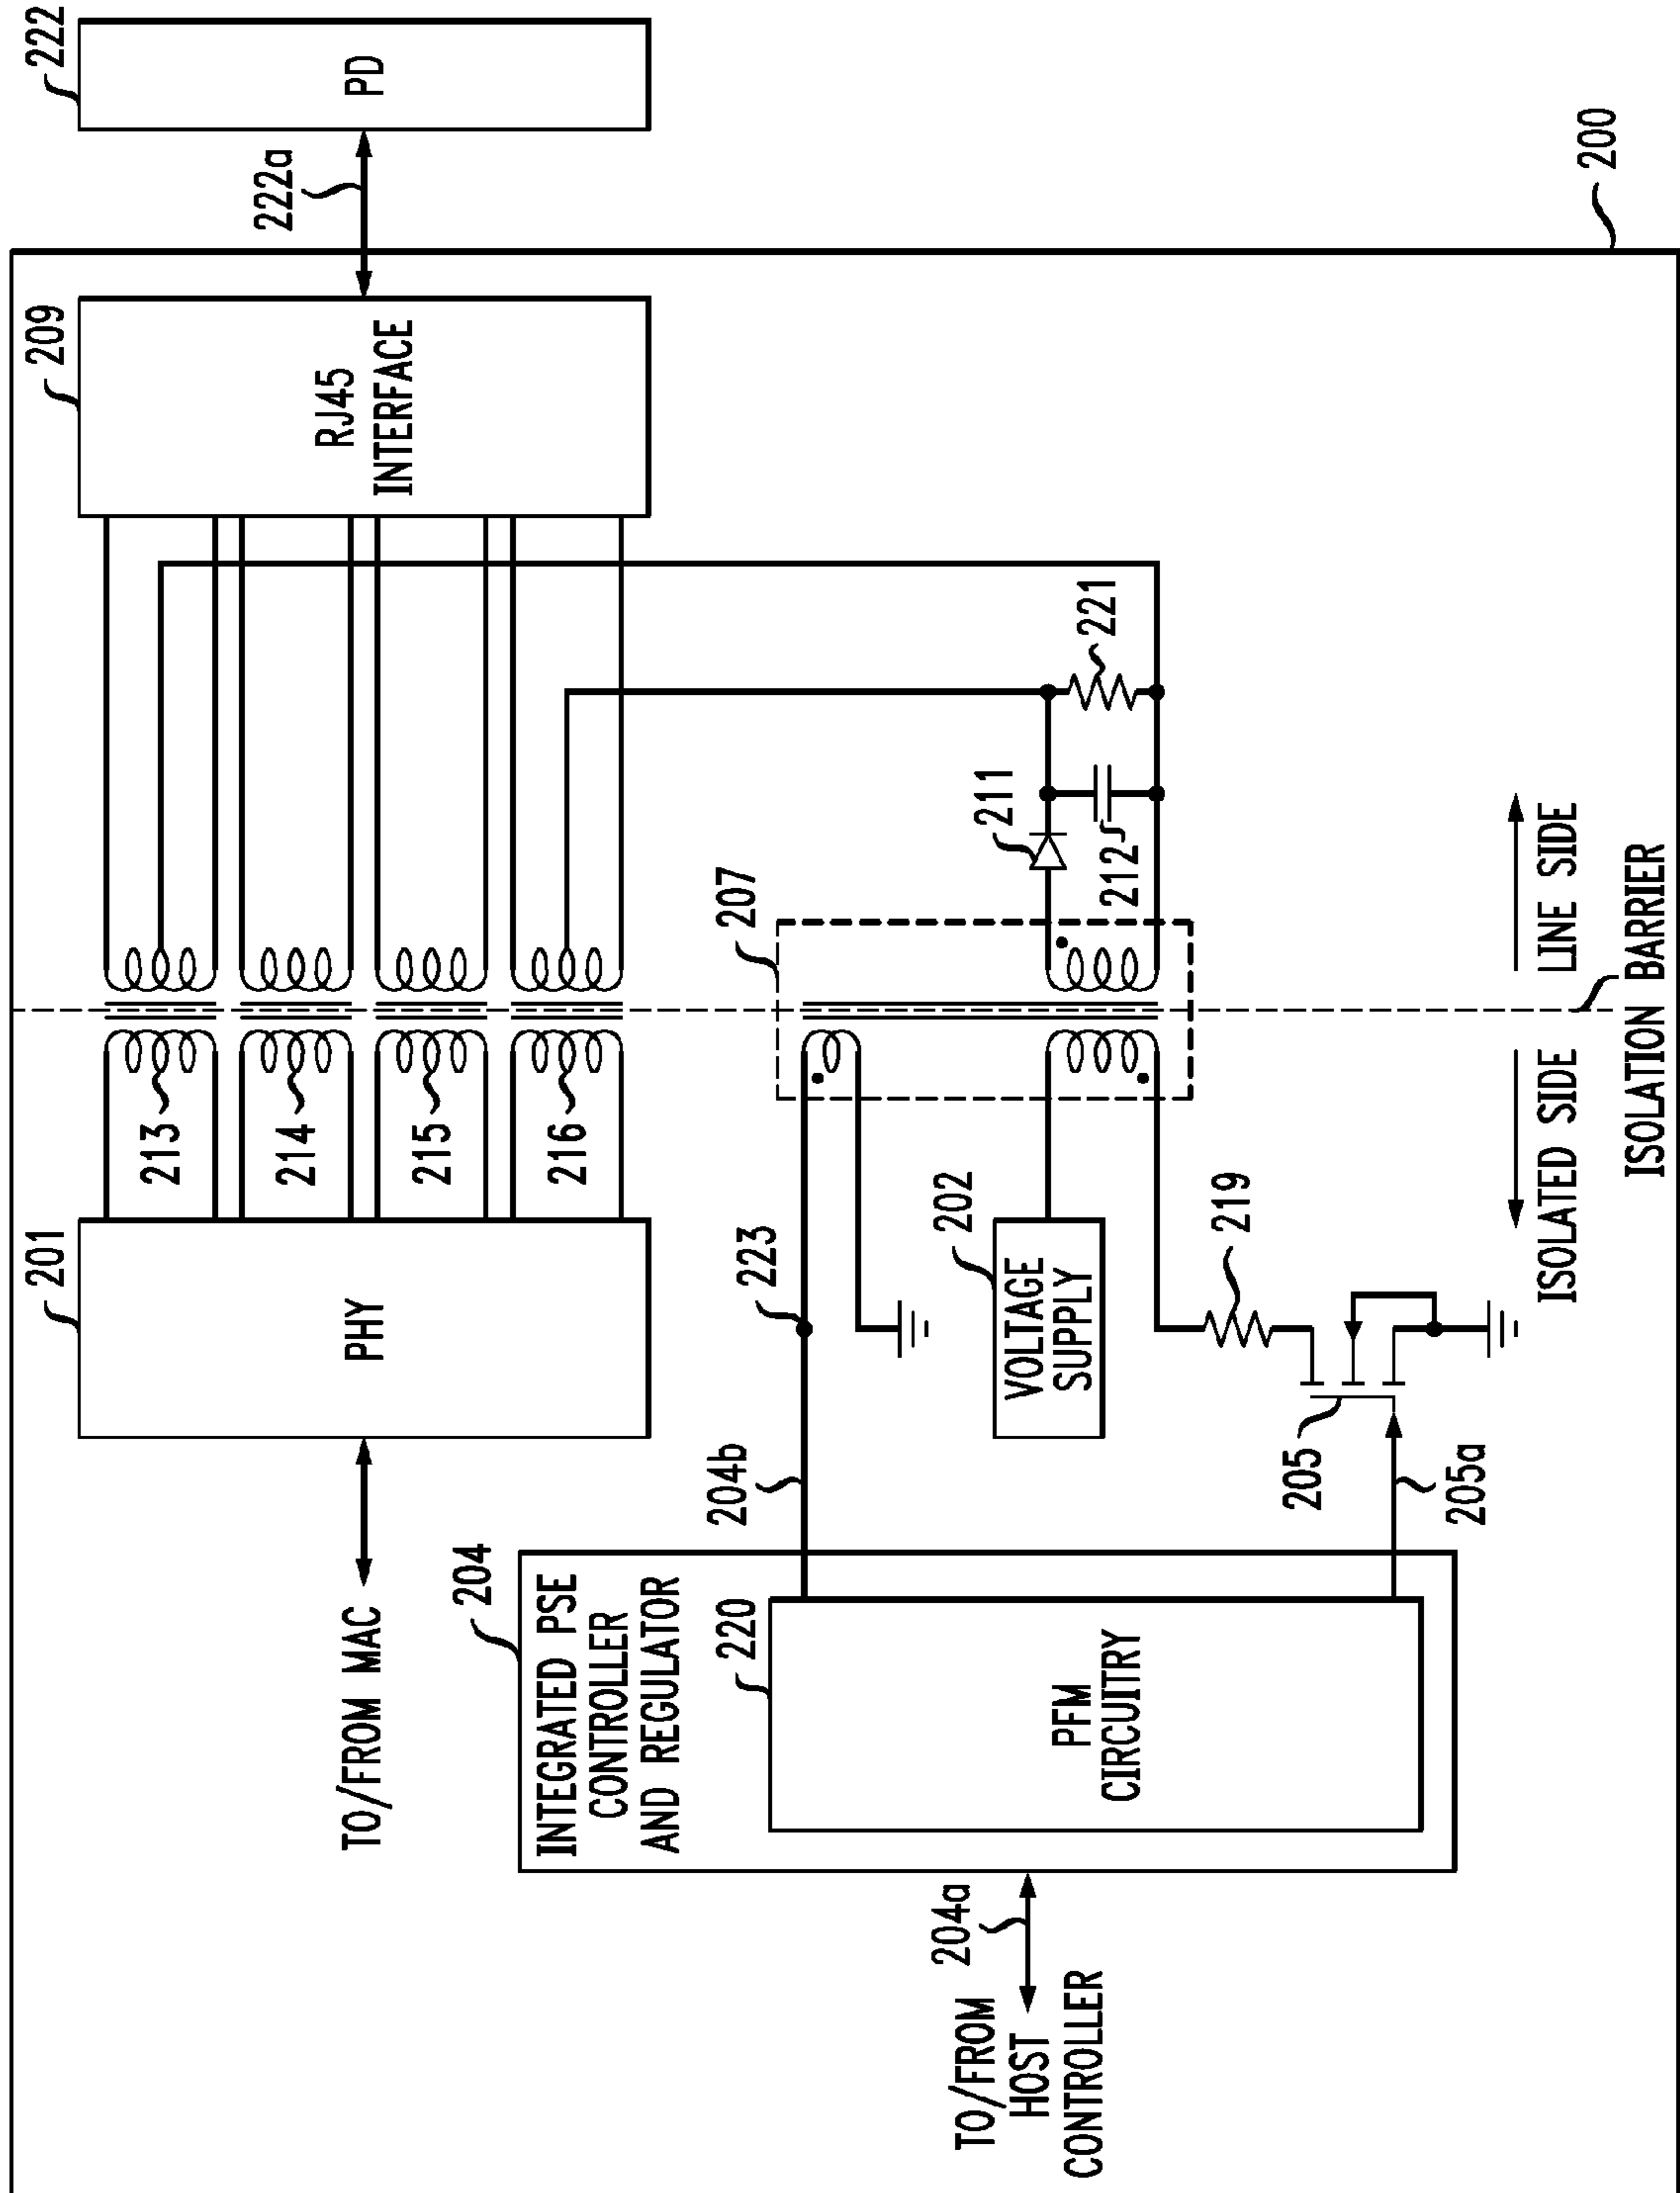 222
PD
222a
200
209
RJ45
INTERFACE
221
211
212
207
LINE SIDE
ISOLATED SIDE
ISOLATION BARRIER
213
214
215
216
201
PHY
223
202
VOLTAGE
SUPPLY
219
205
205a
204b
TO/FROM MAC
204
INTEGRATED PSE
CONTROLLER
AND REGULATOR
220
PFM
CIRCUITRY
204a
TO/FROM
HOST
CONTROLLER